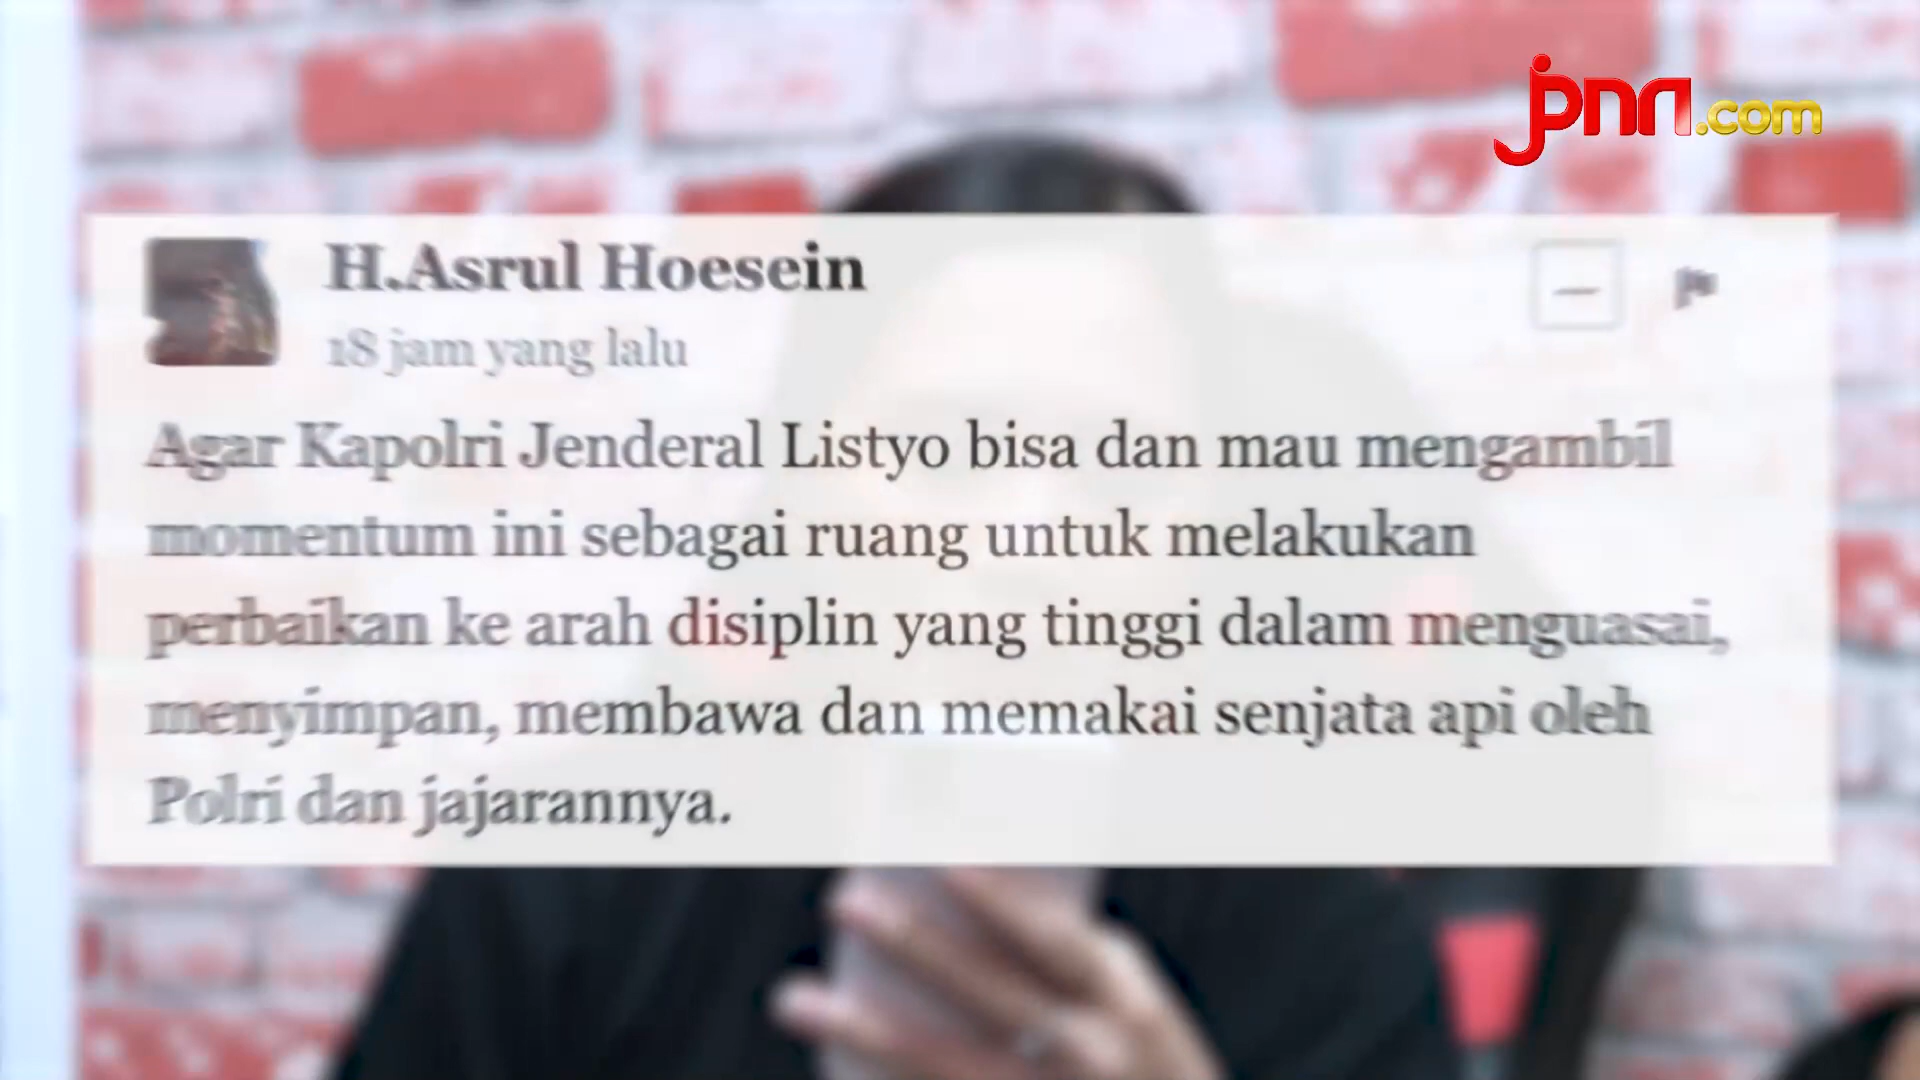 jpnn.com
H.Asrul Hoesein
18 jam yang lalu
Agar Kapolri Jenderal Listyo bisa dan mau mengambil
momentum ini sebagai ruang untuk melakukan
perbaikan ke arah disiplin yang tinggi dalam menguasai,
menyimpan, membawa dan memakai senjata api oleh
Polri dan jajarannya.